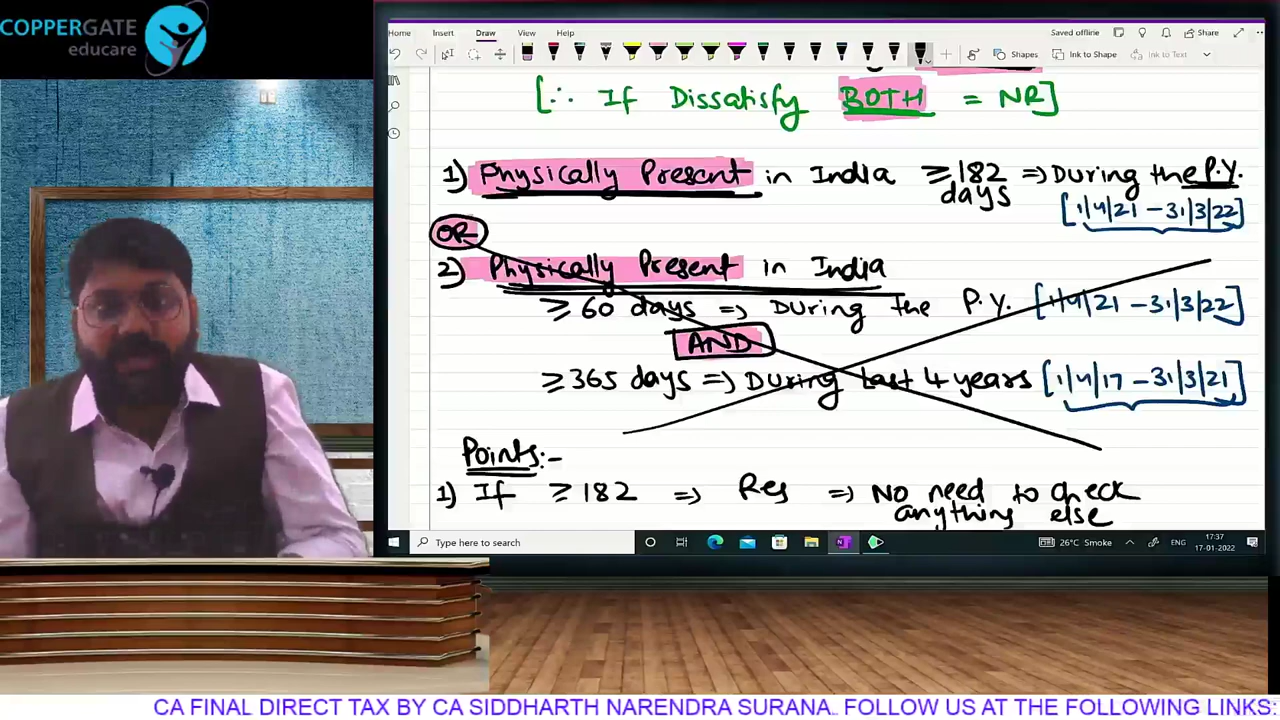 COPPERGATE
educare
Home Insert Draw View Help Saved offline Share
Shapes Ink to Shape Ink to Text
[∴ If Dissatisfy BOTH = NR]
1) Physically Present in India ≥182 days => During the P.Y.
[1/4/21 - 31/3/22]
OR
2) Physically Present in India
≥ 60 days => During the P.Y. [1/4/21 - 31/3/22]
AND
≥365 days => During last 4 years [1/4/17 - 31/3/21]
Points:-
1) If ≥ 182 => Res => No need to check
anything else
Type here to search 26°C Smoke ENG 17:37
17-01-2022
CA FINAL DIRECT TAX BY CA SIDDHARTH NARENDRA SURANA. FOLLOW US AT THE FOLLOWING LINKS: